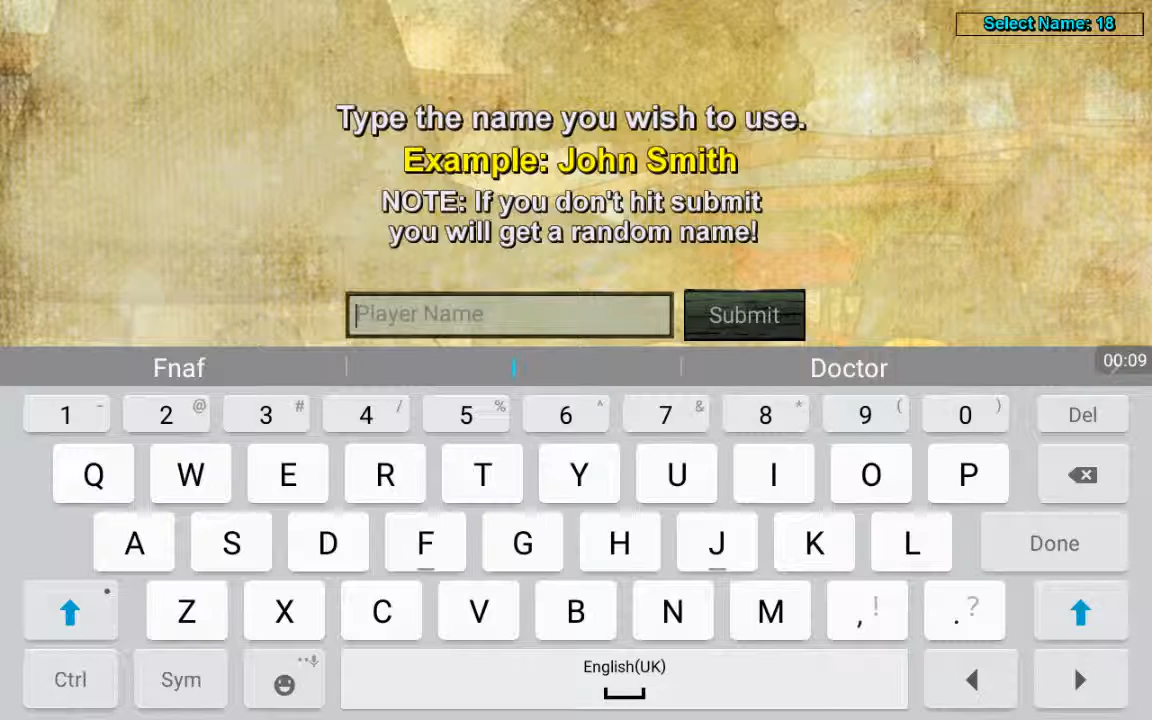 Select Name: 18
Type the name you wish to use.
Example: John Smith
NOTE: If you don't hit submit
you will get a random name!
Player Name
Submit
Fnaf
Doctor
00:09
1 - 2 @ 3 # 4 / 5 % 6 ^ 7 & 8 * 9 ( 0 ) Del
Q W E R T Y U I O P
A S D F G H J K L Done
Z X C V B N M , ! . ?
Ctrl Sym English(UK)